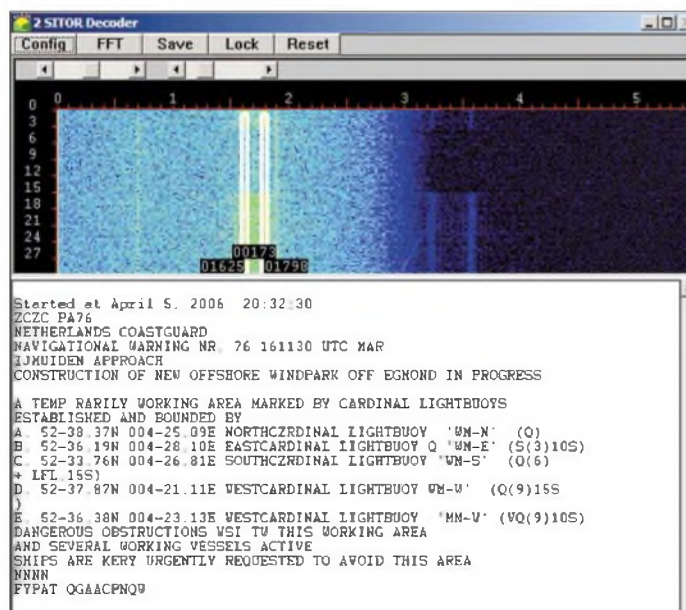 2 SITOR Decoder
Config FFT Save Lock Reset
0 1 2 3 4 5
0
3
6
9
12
15
18
21
24
27
00173
01625 01798
Started at April 5, 2006 20:32:30
ZCZC PA76
NETHERLANDS COASTGUARD
NAVIGATIONAL WARNING NR. 76 161130 UTC MAR
IJMUIDEN APPROACH
CONSTRUCTION OF NEW OFFSHORE WINDPARK OFF EGMOND IN PROGRESS
A TEMP RARILY WORKING AREA MARKED BY CARDINAL LIGHTBUOYS
ESTABLISHED AND BOUNDED BY
A. 52-38.37N 004-25.09E NORTHCZRDINAL LIGHTBUOY 'WM-N' (Q)
B. 52-36.19N 004-28.10E EASTCARDINAL LIGHTBUOY Q 'WM-E' (S(3)10S)
C. 52-33.76N 004-26.81E SOUTHCZRDINAL LIGHTBUOY 'WM-S' (Q(6)
+ LFL.15S)
D. 52-37.87N 004-21.11E WESTCARDINAL LIGHTBUOY WM-W' (Q(9)15S
)
E. 52-36.38N 004-23.13E WESTCARDINAL LIGHTBUOY 'MM-W' (VQ(9)10S)
DANGEROUS OBSTRUCTIONS WSI TW THIS WORKING AREA
AND SEVERAL WORKING VESSELS ACTIVE
SHIPS ARE KERY URGENTLY REQUESTED TO AVOID THIS AREA
NNNN
FYPAT QGAACPNQW